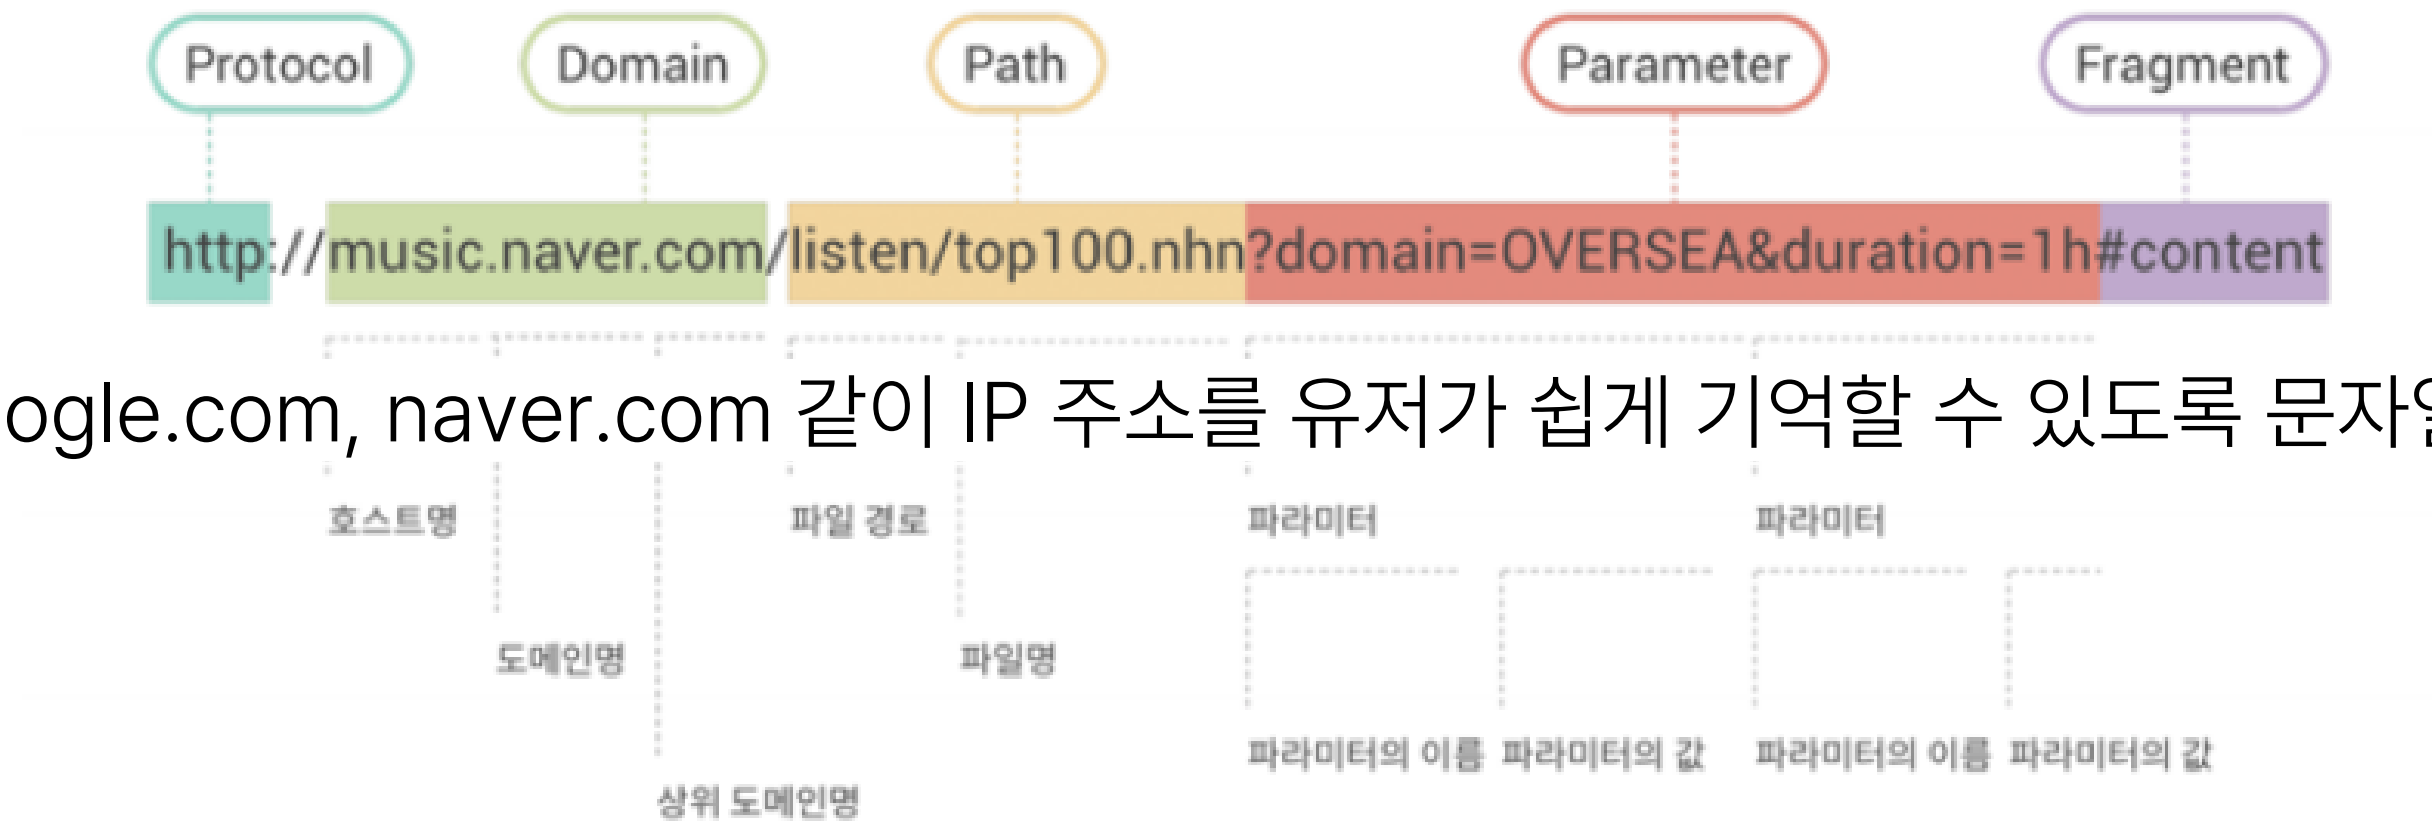 Protocol Domain Path Parameter Fragment
http://music.naver.com/listen/top100.nhn?domain=OVERSEA&duration=1h#content
ogle.com, naver.com 같이 IP 주소를 유저가 쉽게 기억할 수 있도록
호스트명 파일 경로 파라미터 파라미터
도메인명 파일명
파라미터의 이름 파라미터의 값 파라미터의 이름 파라미터의 값
상위 도메인명